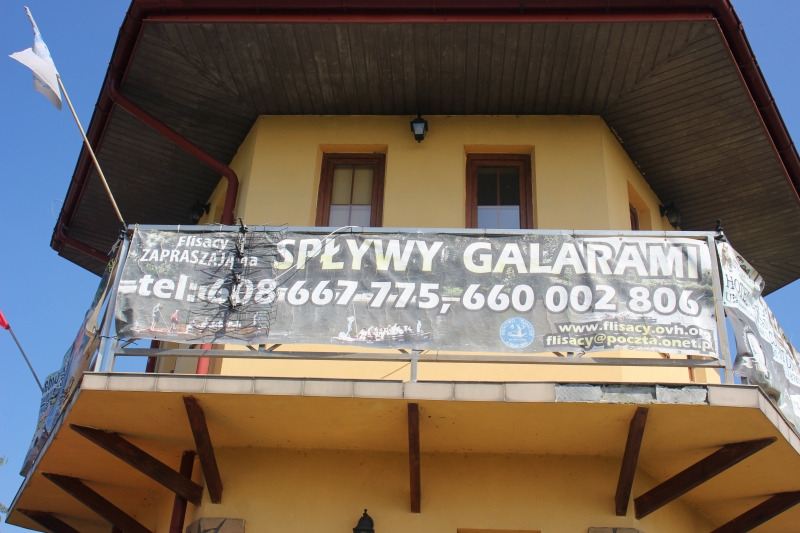 Flisacy
ZAPRASZAJĄ na
SPŁYWY GALARAMI
tel: 608-667-775, 660 002 806
www.flisacy.ovh.o
flisacy@poczta.onet.p